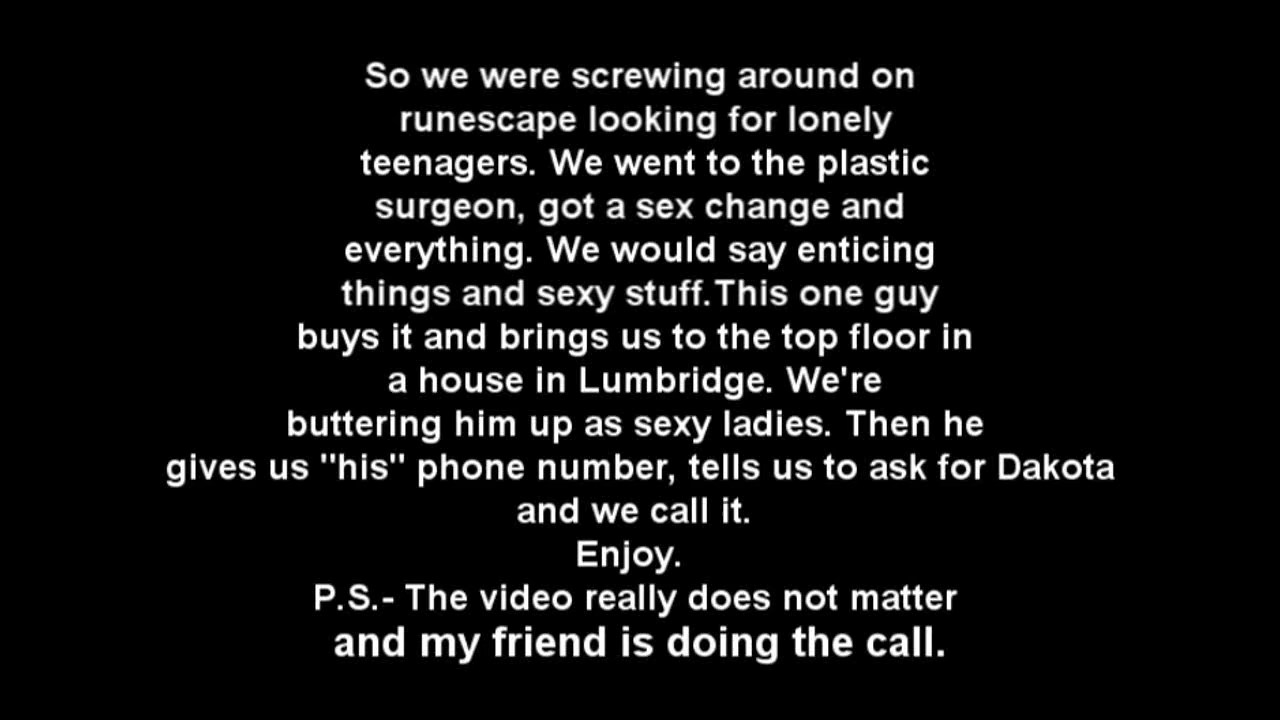 So we were screwing around on
runescape looking for lonely
teenagers. We went to the plastic
surgeon, got a sex change and
everything. We would say enticing
things and sexy stuff.This one guy
buys it and brings us to the top floor in
a house in Lumbridge. We're
buttering him up as sexy ladies. Then he
gives us "his" phone number, tells us to ask for Dakota
and we call it.
Enjoy.
P.S.- The video really does not matter
and my friend is doing the call.